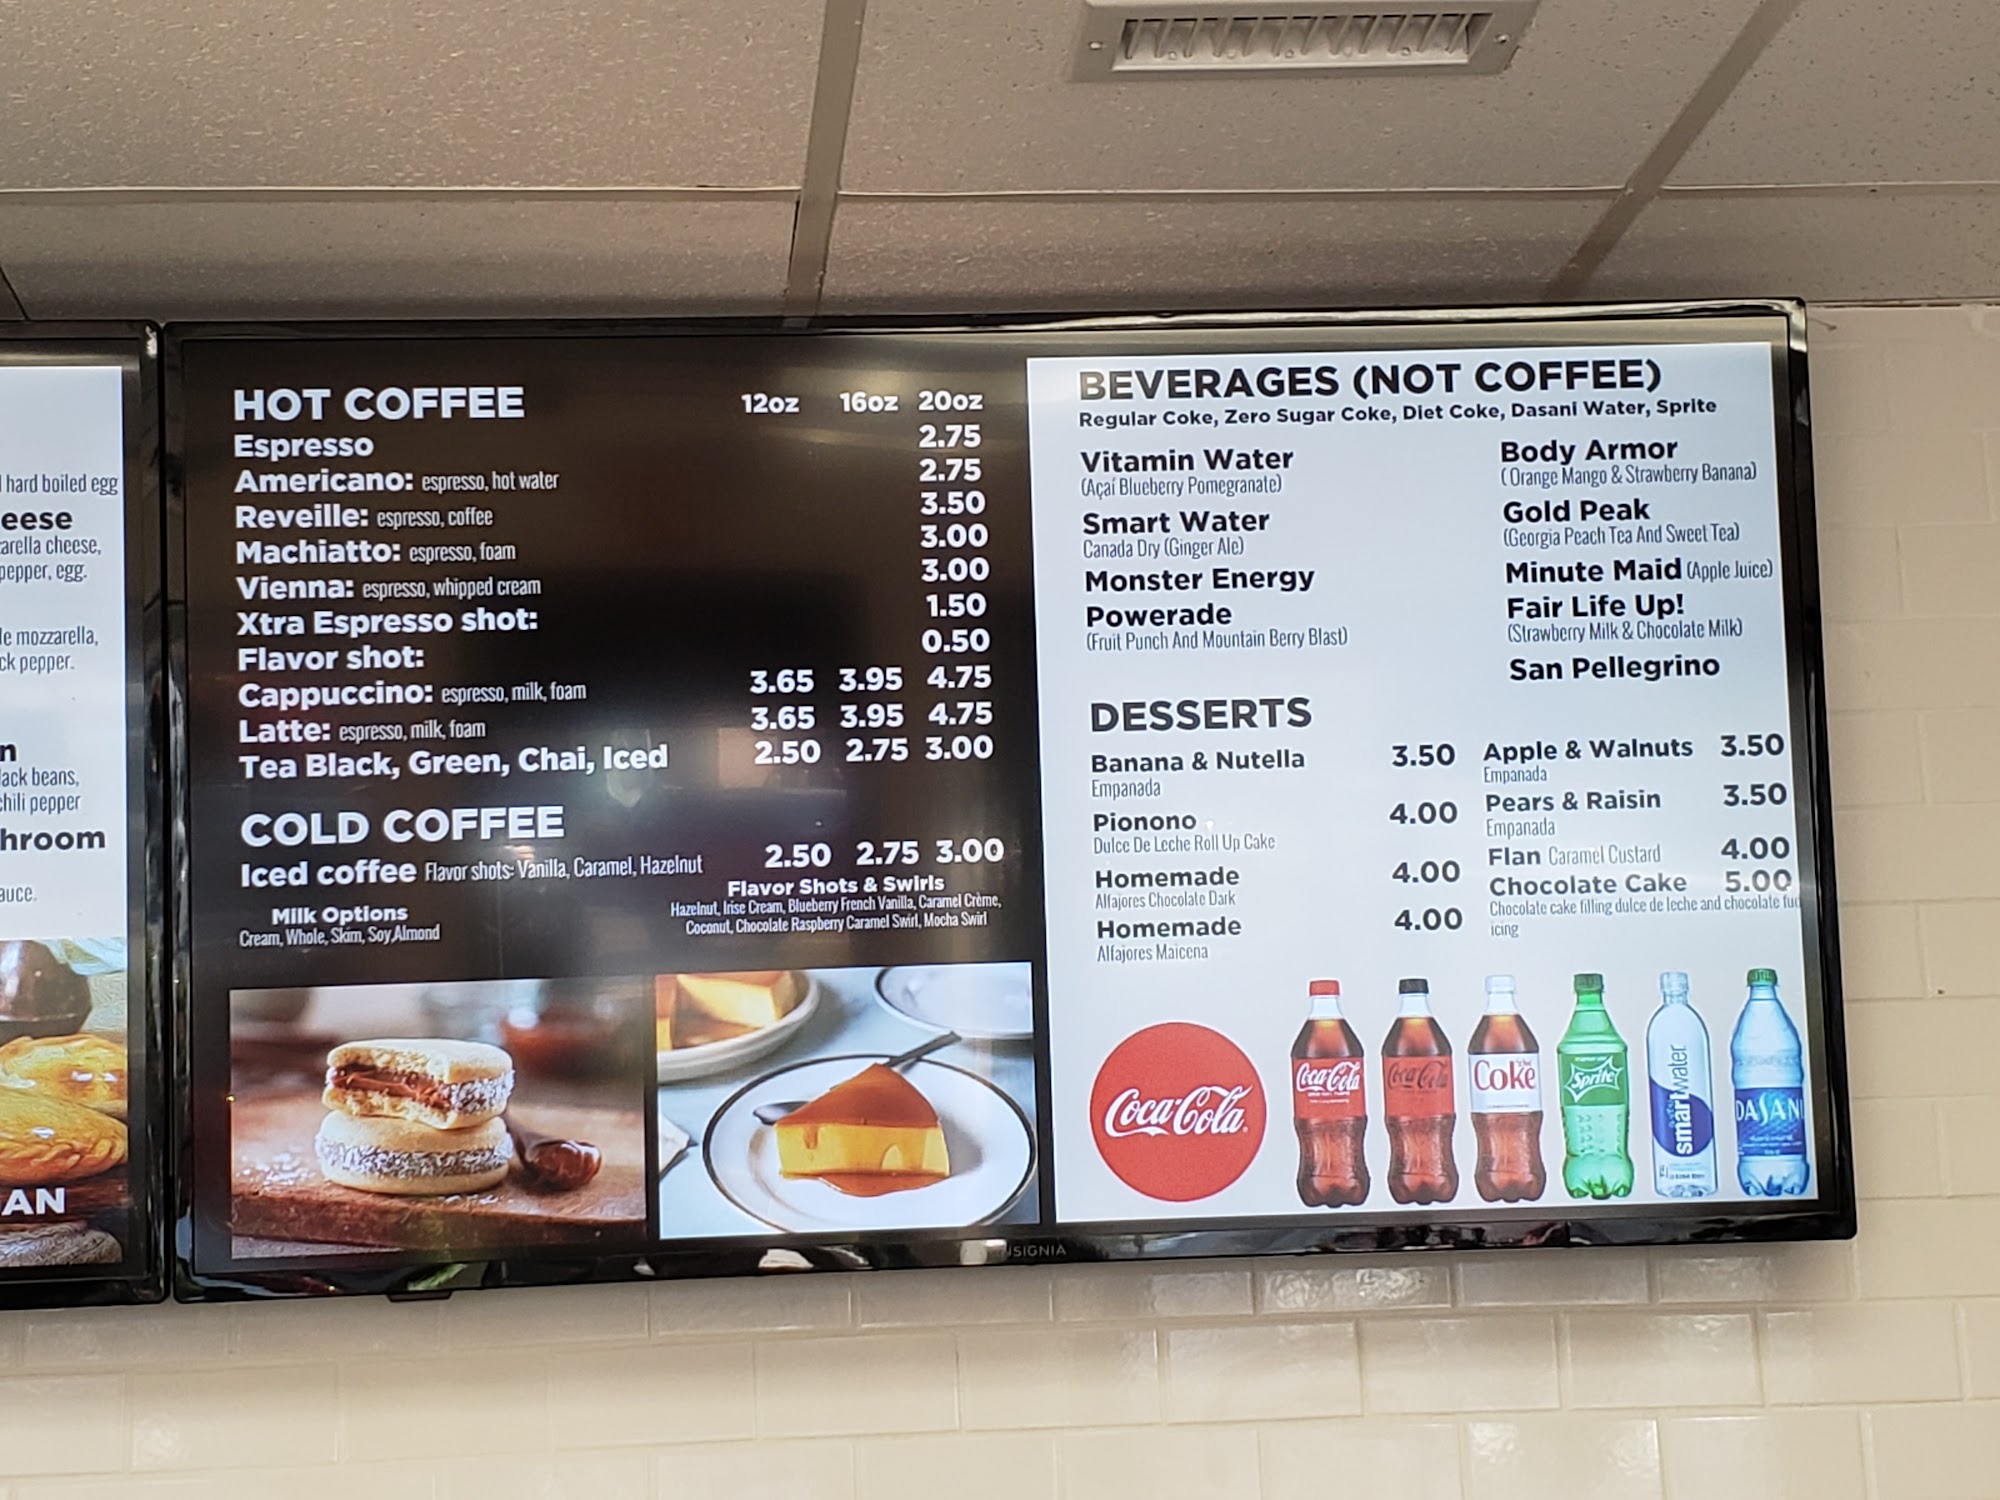 hard boiled egg
eese
arella cheese,
pepper, egg.
le mozzarella,
ck pepper.
n
lack beans,
chili pepper
hroom
auce.
AN
HOT COFFEE 12oz 16oz 20oz
Espresso 2.75
Americano: espresso, hot water 2.75
Reveille: espresso, coffee 3.50
Machiatto: espresso, foam 3.00
Vienna: espresso, whipped cream 3.00
Xtra Espresso shot: 1.50
Flavor shot: 0.50
Cappuccino: espresso, milk, foam 3.65 3.95 4.75
Latte: espresso, milk, foam 3.65 3.95 4.75
Tea Black, Green, Chai, Iced 2.50 2.75 3.00
COLD COFFEE
Iced coffee Flavor shots: Vanilla, Caramel, Hazelnut 2.50 2.75 3.00
Milk Options
Cream, Whole, Skim, Soy,Almond
Flavor Shots & Swirls
Hazelnut, Irise Cream, Blueberry French Vanilla, Caramel Crème,
Coconut, Chocolate Raspberry Caramel Swirl, Mocha Swirl
BEVERAGES (NOT COFFEE)
Regular Coke, Zero Sugar Coke, Diet Coke, Dasani Water, Sprite
Vitamin Water
(Açaí Blueberry Pomegranate)
Smart Water
Canada Dry (Ginger Ale)
Monster Energy
Powerade
(Fruit Punch And Mountain Berry Blast)
Body Armor
( Orange Mango & Strawberry Banana)
Gold Peak
(Georgia Peach Tea And Sweet Tea)
Minute Maid (Apple Juice)
Fair Life Up!
(Strawberry Milk & Chocolate Milk)
San Pellegrino
DESSERTS
Banana & Nutella 3.50
Empanada
Pionono 4.00
Dulce De Leche Roll Up Cake
Homemade 4.00
Alfajores Chocolate Dark
Homemade 4.00
Alfajores Maicena
Apple & Walnuts 3.50
Empanada
Pears & Raisin 3.50
Empanada
Flan Caramel Custard 4.00
Chocolate Cake 5.00
Chocolate cake filling dulce de leche and chocolate fud
icing
Coca-Cola
Coca-Cola
Coca-Cola
Coke
Sprite
smartwater
DASANI
INSIGNIA